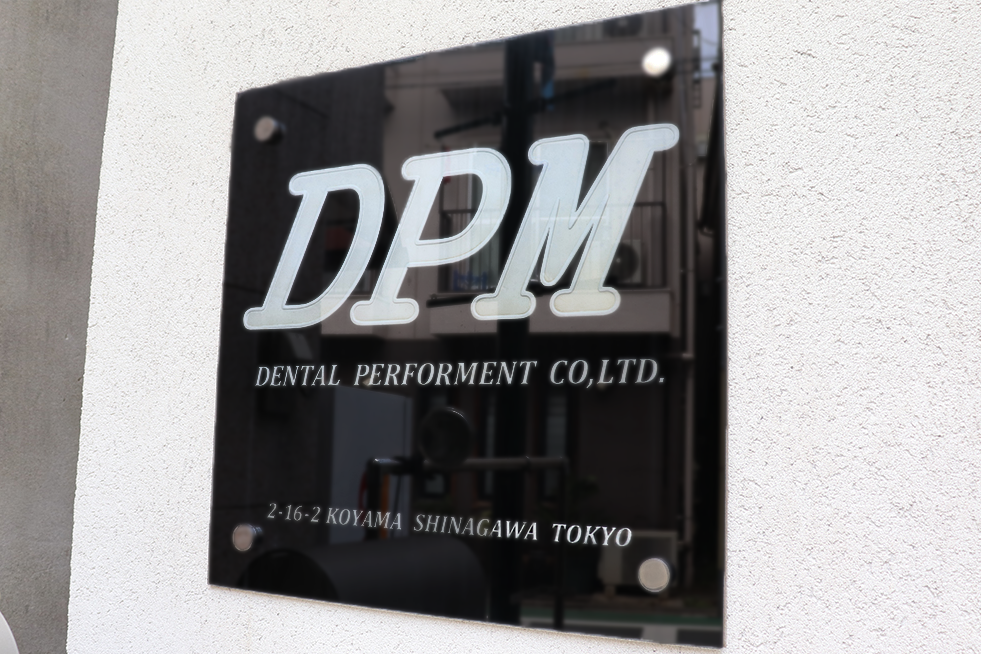 DPM
DENTAL PERFORMENT CO,LTD.
2-16-2 KOYAMA SHINAGAWA TOKYO